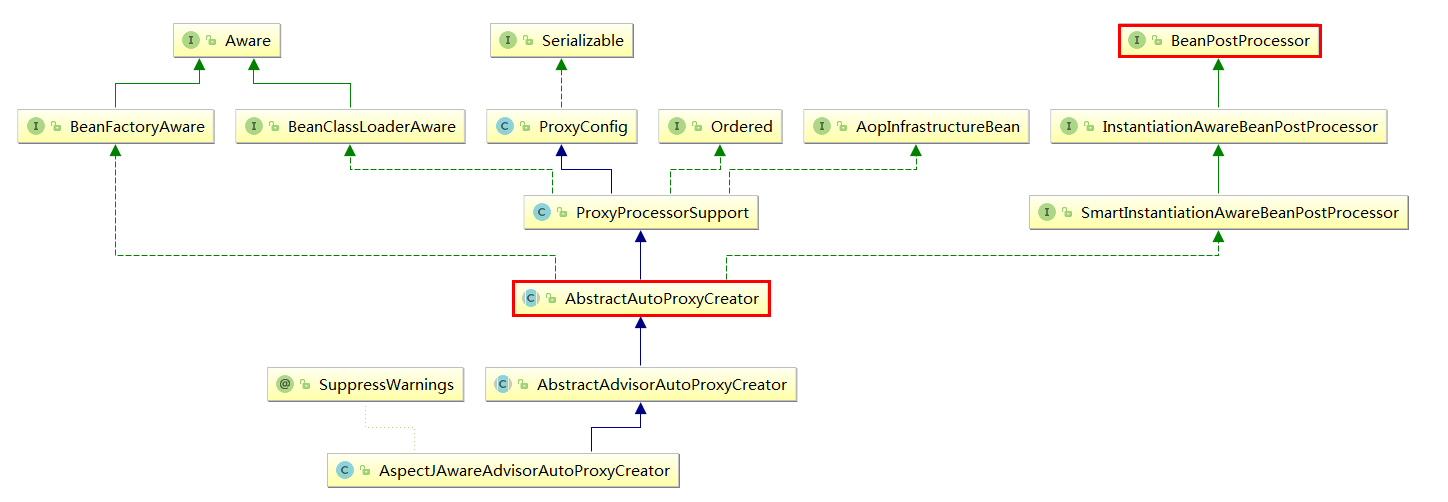 I Aware
I Serializable
I BeanPostProcessor
I BeanFactoryAware
I BeanClassLoaderAware
C ProxyConfig
I Ordered
I AopInfrastructureBean
I InstantiationAwareBeanPostProcessor
C ProxyProcessorSupport
I SmartInstantiationAwareBeanPostProcessor
C AbstractAutoProxyCreator
@ SuppressWarnings
C AbstractAdvisorAutoProxyCreator
C AspectJAwareAdvisorAutoProxyCreator